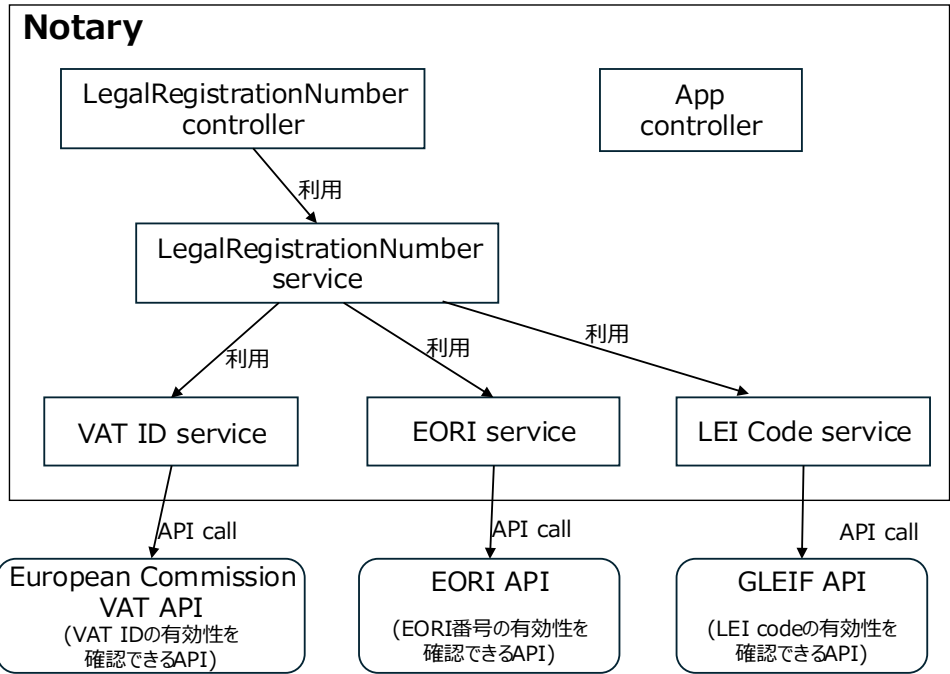 Notary
LegalRegistrationNumber
controller
App
controller
利用
LegalRegistrationNumber
service
利用
利用
利用
VAT ID service
EORI service
LEI Code service
API call
API call
API call
European Commission
VAT API
(VAT IDの有効性を
確認できるAPI)
EORI API
(EORI番号の有効性を
確認できるAPI)
GLEIF API
(LEI codeの有効性を
確認できるAPI)